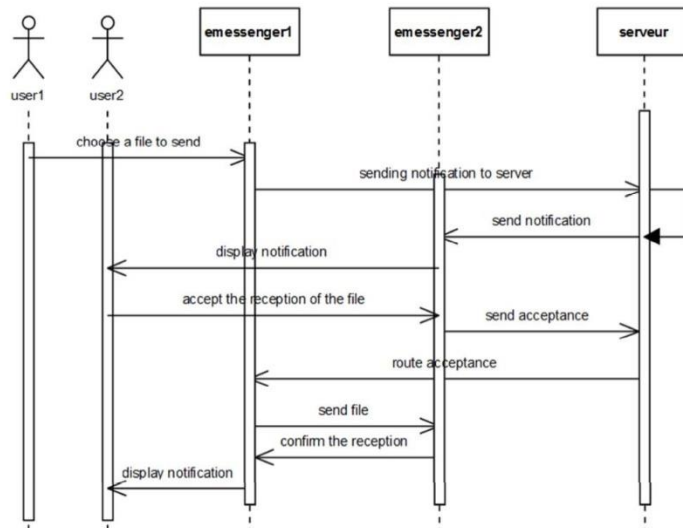 emessenger1
emessenger2
serveur
user1
user2
choose a file to send
sending notification to server
send notification
display notification
accept the reception of the file
send acceptance
route acceptance
send file
confirm the reception
display notification